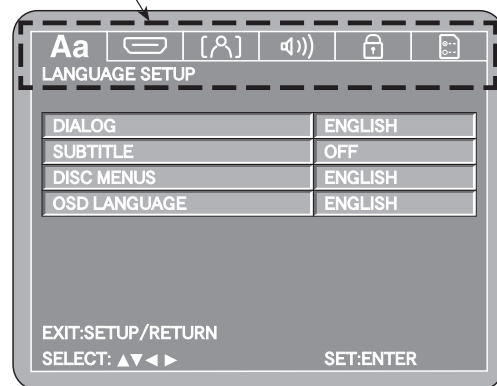 Aa
LANGUAGE SETUP
DIALOG ENGLISH
SUBTITLE OFF
DISC MENUS ENGLISH
OSD LANGUAGE ENGLISH
EXIT:SETUP/RETURN
SELECT: ▲▼◄ ► SET:ENTER